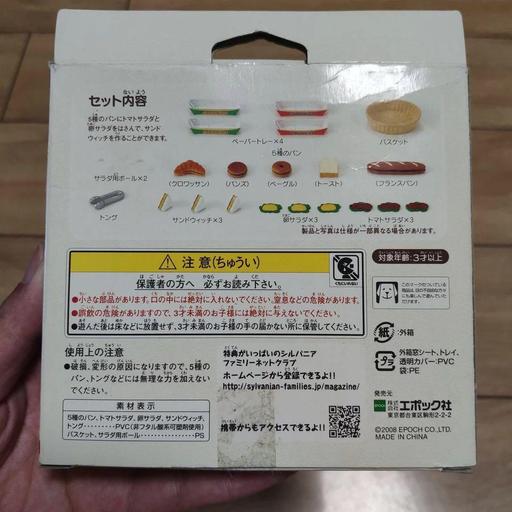 セット内容
5種のパンにトマトサラダと
卵サラダをはさんで、サンド
ウィッチを作ることができます。
ペーパートレー×4
バスケット
5種のパン
サラダ用ボール×2
(クロワッサン)
(バンズ)
(ベーグル)
(トースト)
(フランスパン)
トング
サンドウィッチ×3
卵サラダ×3
トマトサラダ×3
製品と写真は仕様が一部異なる場合があります。
注意(ちゅうい)
保護者の方へ 必ずお読み下さい。
●小さな部品があります。口の中には絶対に入れないでください。窒息などの危険があります。
●誤飲の危険がありますので、3才未満のお子様には絶対に与えないでください。
●遊んだ後は床などに放置せず、3才未満のお子様の手の届かない所に保管してください。
対象年齢:3才以上
使用上の注意
●破損、変形の原因になりますので、5種の
パン、トングなどには無理な力を加えない
でください。
素材表示
5種のパン、トマトサラダ、卵サラダ、サンドウィッチ、
トング PVC(非フタル酸系可塑剤使用)
バスケット、サラダ用ボール PS
特典がいっぱいのシルバニア
ファミリーネットクラブ
ホームページから登録できるよ!!
http://sylvanian-families.jp/magazine/
携帯からもアクセスできるよ!!
紙
:外箱
プラ
:外箱窓シート、トレイ、
透明カバー:PVC
袋:PE
発売元
EPOCH 株式会社 エポック社
東京都台東区駒形2-2-2
©2008 EPOCH CO., LTD.
MADE IN CHINA